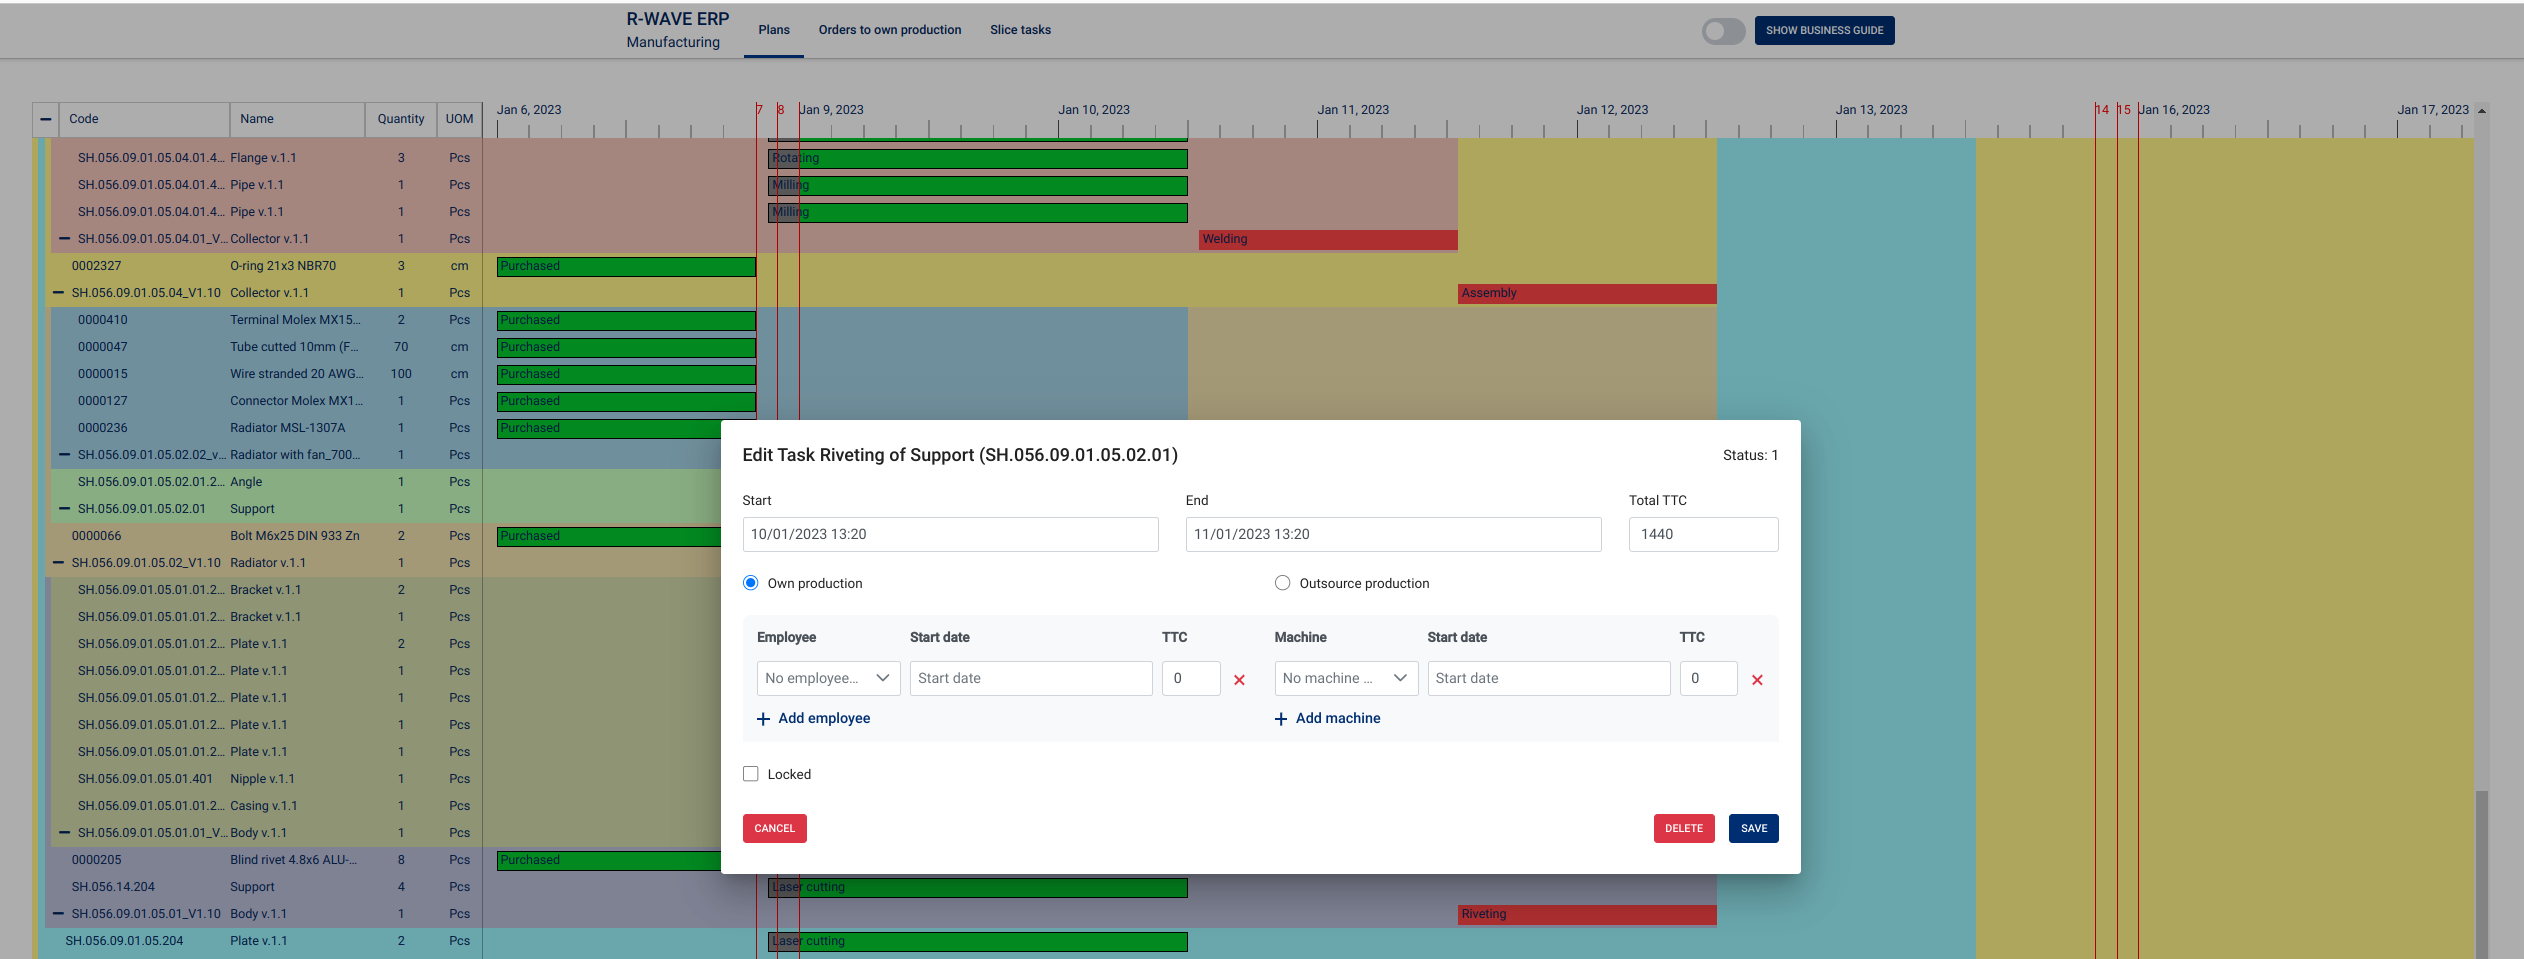 R-WAVE ERP
Manufacturing
Plans
Orders to own production
Slice tasks
SHOW BUSINESS GUIDE
Code Name Quantity UOM
Jan 6, 2023 7 8 Jan 9, 2023 Jan 10, 2023 Jan 11, 2023 Jan 12, 2023 Jan 13, 2023 14 15 Jan 16, 2023 Jan 17, 2023
SH.056.09.01.05.04.01.4... Flange v.1.1 3 Pcs Rotating
SH.056.09.01.05.04.01.4... Pipe v.1.1 1 Pcs Milling
SH.056.09.01.05.04.01.4... Pipe v.1.1 1 Pcs Milling
SH.056.09.01.05.04.01_V... Collector v.1.1 1 Pcs Welding
0002327 O-ring 21x3 NBR70 3 cm Purchased
SH.056.09.01.05.04_V1.10 Collector v.1.1 1 Pcs Assembly
0000410 Terminal Molex MX15... 2 Pcs Purchased
0000047 Tube cutted 10mm (F... 70 cm Purchased
0000015 Wire stranded 20 AWG... 100 cm Purchased
0000127 Connector Molex MX1... 1 Pcs Purchased
0000236 Radiator MSL-1307A 1 Pcs Purchased
SH.056.09.01.05.02.02_v... Radiator with fan_700... 1 Pcs
SH.056.09.01.05.02.01.2... Angle 1 Pcs
SH.056.09.01.05.02.01 Support 1 Pcs
0000066 Bolt M6x25 DIN 933 Zn 2 Pcs Purchased
SH.056.09.01.05.02_V1.10 Radiator v.1.1 1 Pcs
SH.056.09.01.05.01.01.2... Bracket v.1.1 2 Pcs
SH.056.09.01.05.01.01.2... Bracket v.1.1 1 Pcs
SH.056.09.01.05.01.01.2... Plate v.1.1 2 Pcs
SH.056.09.01.05.01.01.2... Plate v.1.1 1 Pcs
SH.056.09.01.05.01.01.2... Plate v.1.1 1 Pcs
SH.056.09.01.05.01.01.2... Plate v.1.1 1 Pcs
SH.056.09.01.05.01.01.2... Plate v.1.1 1 Pcs
SH.056.09.01.05.01.401 Nipple v.1.1 1 Pcs
SH.056.09.01.05.01.01.2... Casing v.1.1 1 Pcs
SH.056.09.01.05.01.01_V... Body v.1.1 1 Pcs
0000205 Blind rivet 4.8x6 ALU-... 8 Pcs Purchased
SH.056.14.204 Support 4 Pcs Laser cutting
SH.056.09.01.05.01_V1.10 Body v.1.1 1 Pcs Riveting
SH.056.09.01.05.204 Plate v.1.1 2 Pcs Laser cutting
Edit Task Riveting of Support (SH.056.09.01.05.02.01) Status: 1
Start End Total TTC
10/01/2023 13:20 11/01/2023 13:20 1440
Own production Outsource production
Employee Start date TTC Machine Start date TTC
No employee... Start date 0 No machine ... Start date 0
Add employee Add machine
Locked
CANCEL DELETE SAVE